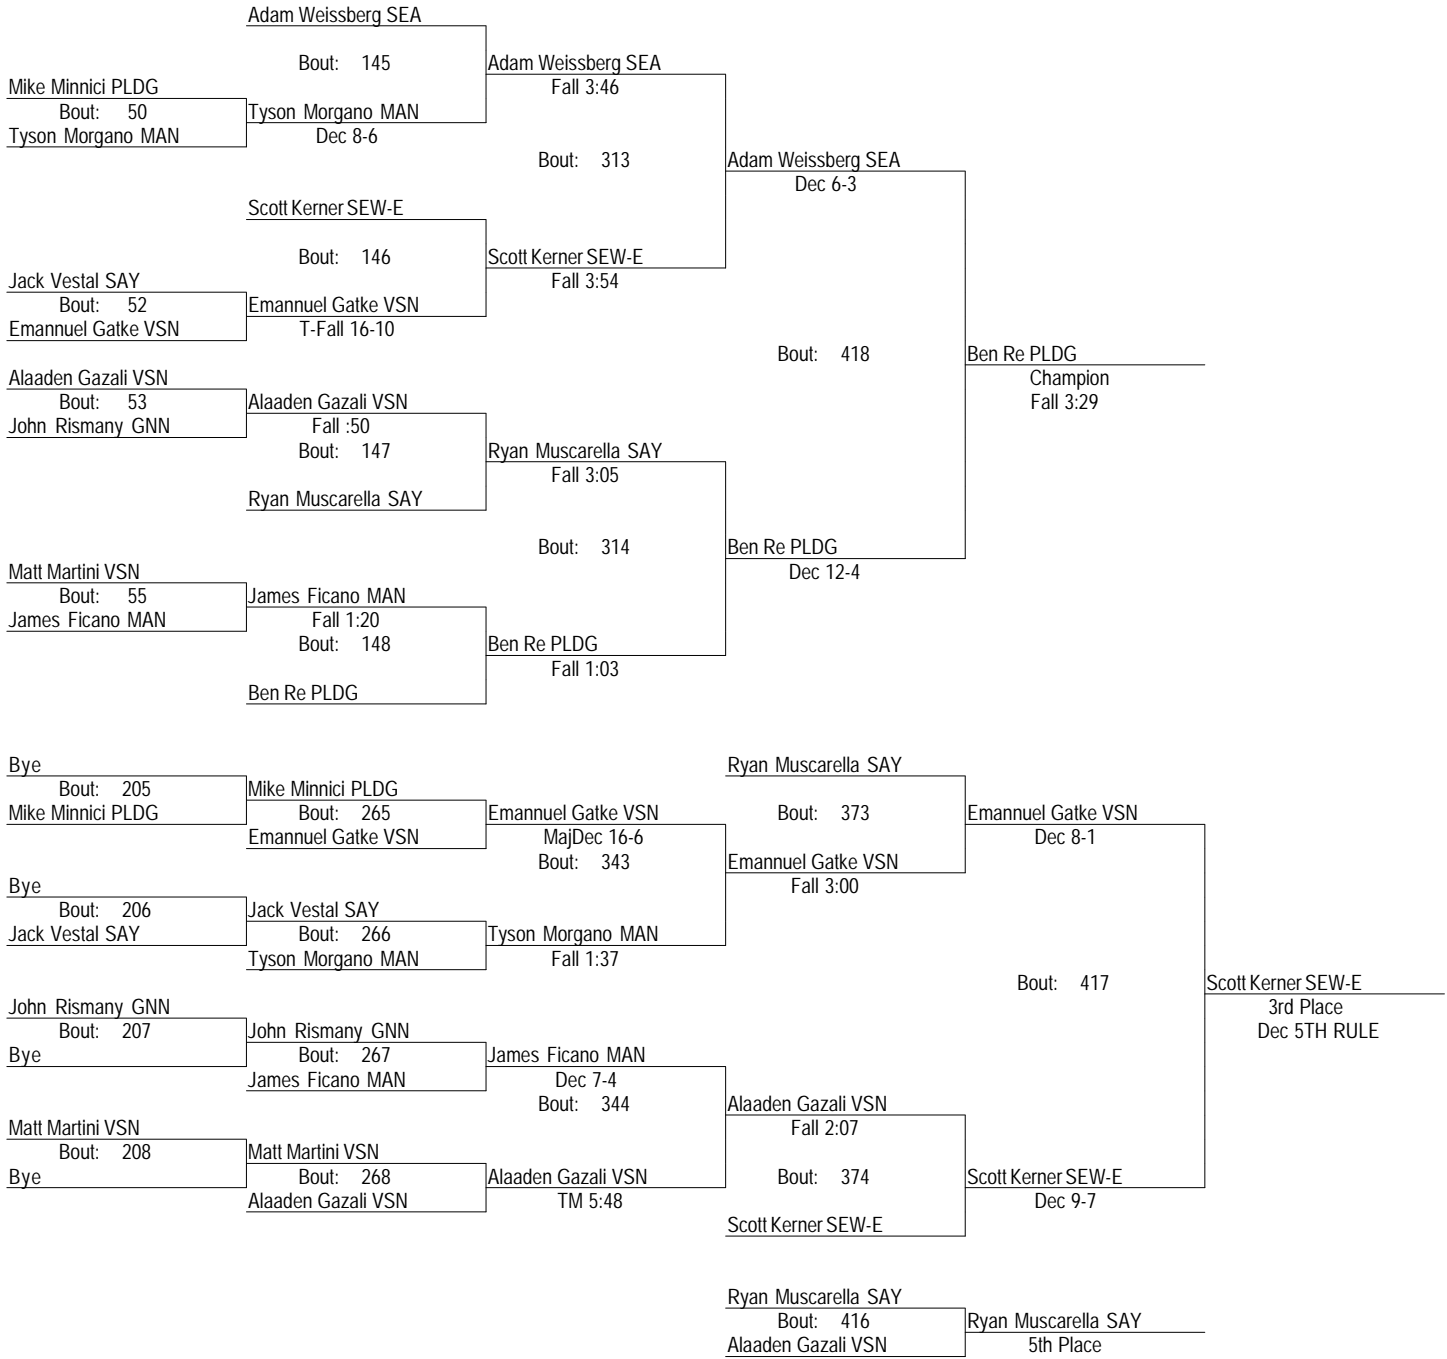 Adam Weissberg SEA
Bout: 145
Adam Weissberg SEA
Fall 3:46
Mike Minnici PLDG
Bout: 50
Tyson Morgano MAN
Tyson Morgano MAN
Dec 8-6
Bout: 313
Adam Weissberg SEA
Dec 6-3
Scott Kerner SEW-E
Bout: 146
Scott Kerner SEW-E
Fall 3:54
Jack Vestal SAY
Bout: 52
Emannuel Gatke VSN
Emannuel Gatke VSN
T-Fall 16-10
Bout: 418
Ben Re PLDG
Champion
Fall 3:29
Alaaden Gazali VSN
Bout: 53
John Rismany GNN
Alaaden Gazali VSN
Fall :50
Bout: 147
Ryan Muscarella SAY
Fall 3:05
Ryan Muscarella SAY
Bout: 314
Ben Re PLDG
Dec 12-4
Matt Martini VSN
Bout: 55
James Ficano MAN
James Ficano MAN
Fall 1:20
Bout: 148
Ben Re PLDG
Fall 1:03
Ben Re PLDG
Bye
Bout: 205
Mike Minnici PLDG
Mike Minnici PLDG
Bout: 265
Emannuel Gatke VSN
Emannuel Gatke VSN
MajDec 16-6
Bout: 343
Ryan Muscarella SAY
Bout: 373
Emannuel Gatke VSN
Fall 3:00
Emannuel Gatke VSN
Dec 8-1
Bye
Bout: 206
Jack Vestal SAY
Jack Vestal SAY
Bout: 266
Tyson Morgano MAN
Tyson Morgano MAN
Fall 1:37
Bout: 417
Scott Kerner SEW-E
3rd Place
Dec 5TH RULE
John Rismany GNN
Bout: 207
Bye
John Rismany GNN
Bout: 267
James Ficano MAN
James Ficano MAN
Dec 7-4
Bout: 344
Alaaden Gazali VSN
Fall 2:07
Matt Martini VSN
Bout: 208
Bye
Matt Martini VSN
Bout: 268
Alaaden Gazali VSN
Alaaden Gazali VSN
TM 5:48
Bout: 374
Scott Kerner SEW-E
Dec 9-7
Scott Kerner SEW-E
Ryan Muscarella SAY
Bout: 416
Alaaden Gazali VSN
Ryan Muscarella SAY
5th Place